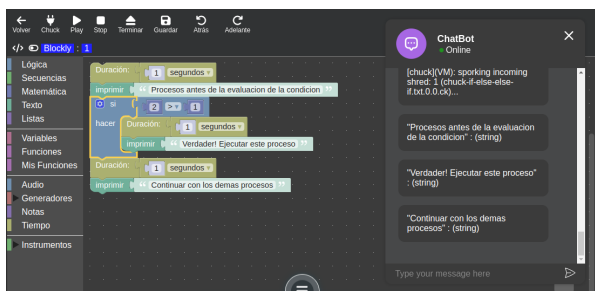 Volver Chuck Play Stop Terminar Guardar Atrás Adelante
</> Blockly : 1
Lógica
Secuencias
Matemática
Texto
Listas
Variables
Funciones
Mis Funciones
Audio
Generadores
Notas
Tiempo
Instrumentos
Duración: 1 segundos
imprimir “ Procesos antes de la evaluacion de la condicion ”
si 2 > 1
hacer Duración: 1 segundos
imprimir “ Verdader! Ejecutar este proceso ”
Duración: 1 segundos
imprimir “ Continuar con los demas procesos ”
ChatBot
Online
×
[chuck](VM): sporking incoming
shred: 1 (chuck-if-else-else-
if.txt.0.0.ck)...
"Procesos antes de la evaluacion
de la condicion" : (string)
"Verdader! Ejecutar este proceso"
: (string)
"Continuar con los demas
procesos" : (string)
Type your message here